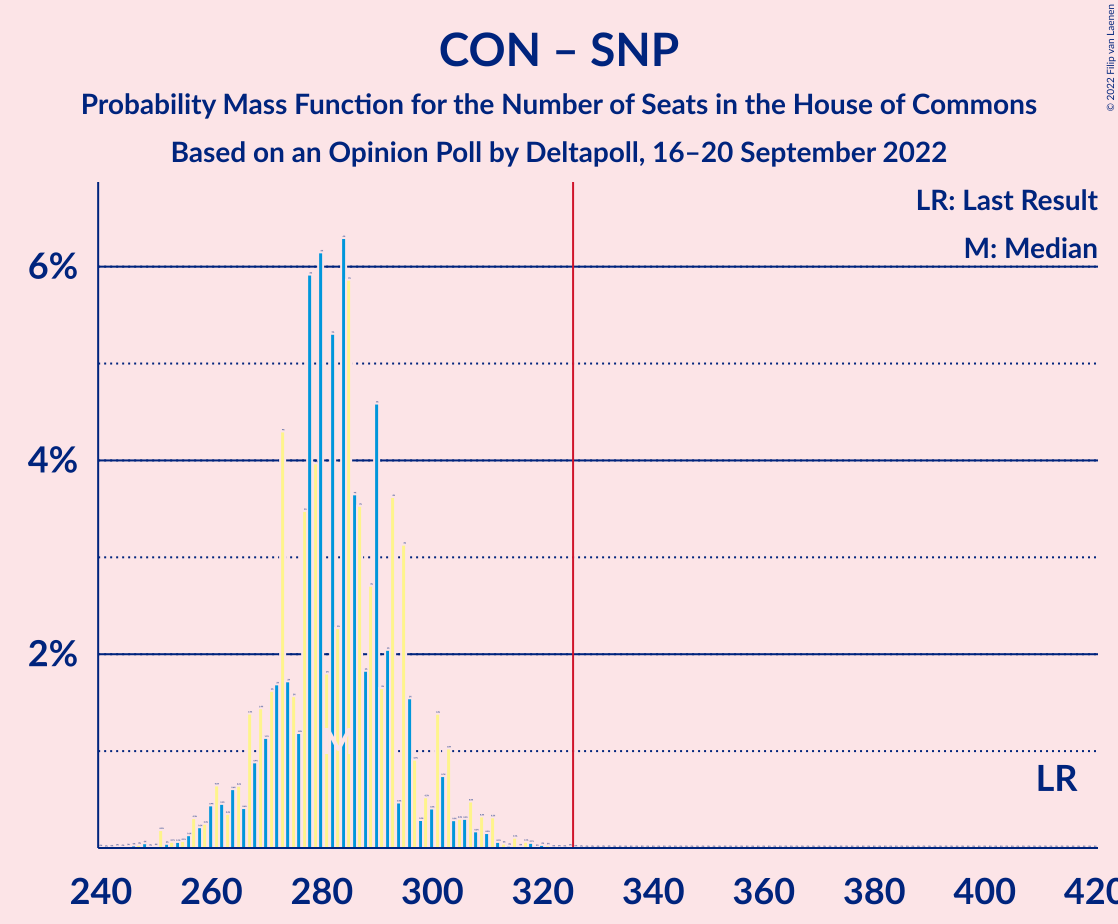 CON – SNP
Probability Mass Function for the Number of Seats in the House of Commons
Based on an Opinion Poll by Deltapoll, 16–20 September 2022
© 2022 Filip van Laenen
LR: Last Result
M: Median
6%
4%
2%
LR
240 260 280 300 320 340 360 380 400 420